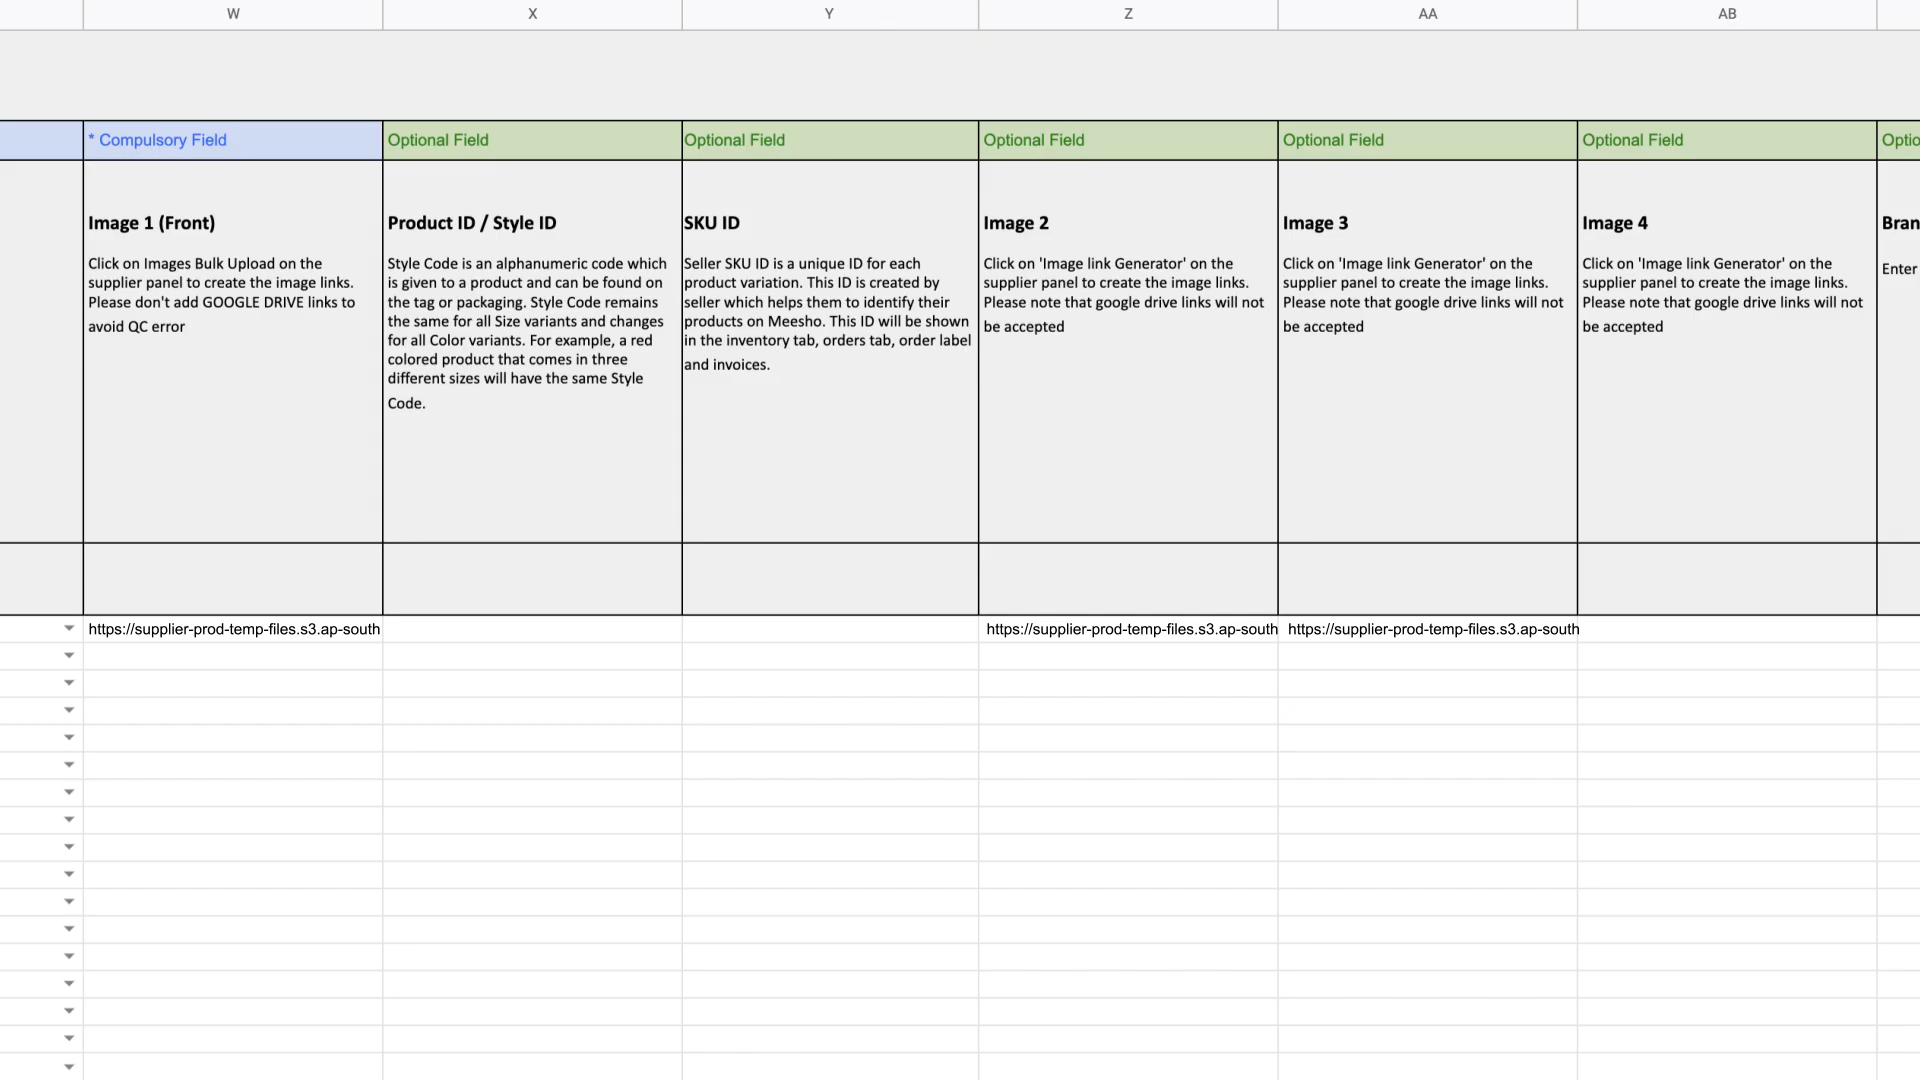 W X Y Z AA AB
* Compulsory Field Optional Field Optional Field Optional Field Optional Field Optional Field Optio
Image 1 (Front)
Click on Images Bulk Upload on the
supplier panel to create the image links.
Please don't add GOOGLE DRIVE links to
avoid QC error
Product ID / Style ID
Style Code is an alphanumeric code which
is given to a product and can be found on
the tag or packaging. Style Code remains
the same for all Size variants and changes
for all Color variants. For example, a red
colored product that comes in three
different sizes will have the same Style
Code.
SKU ID
Seller SKU ID is a unique ID for each
product variation. This ID is created by
seller which helps them to identify their
products on Meesho. This ID will be shown
in the inventory tab, orders tab, order label
and invoices.
Image 2
Click on 'Image link Generator' on the
supplier panel to create the image links.
Please note that google drive links will not
be accepted
Image 3
Click on 'Image link Generator' on the
supplier panel to create the image links.
Please note that google drive links will not
be accepted
Image 4
Click on 'Image link Generator' on the
supplier panel to create the image links.
Please note that google drive links will not
be accepted
Bran
Enter
https://supplier-prod-temp-files.s3.ap-south https://supplier-prod-temp-files.s3.ap-south https://supplier-prod-temp-files.s3.ap-south